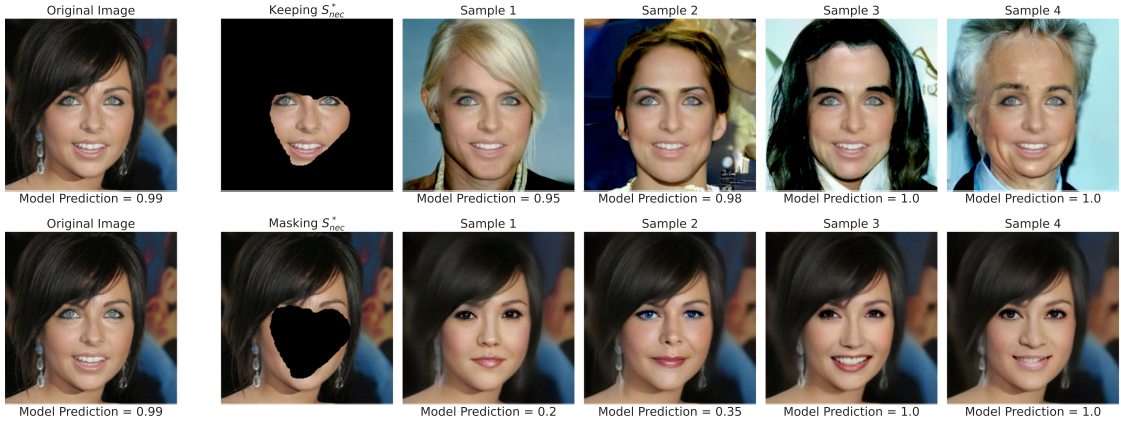 Original Image
Keeping S*nec
Sample 1
Sample 2
Sample 3
Sample 4
Model Prediction = 0.99
Model Prediction = 0.95
Model Prediction = 0.98
Model Prediction = 1.0
Model Prediction = 1.0
Original Image
Masking S*nec
Sample 1
Sample 2
Sample 3
Sample 4
Model Prediction = 0.99
Model Prediction = 0.2
Model Prediction = 0.35
Model Prediction = 1.0
Model Prediction = 1.0